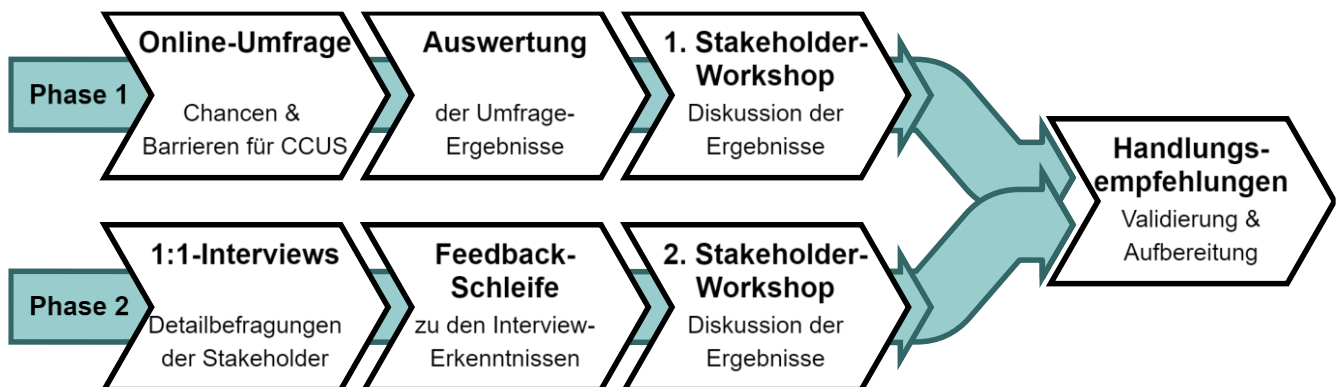 Phase 1
Online-Umfrage
Chancen &
Barrieren für CCUS
Auswertung
der Umfrage-
Ergebnisse
1. Stakeholder-
Workshop
Diskussion der
Ergebnisse
Phase 2
1:1-Interviews
Detailbefragungen
der Stakeholder
Feedback-
Schleife
zu den Interview-
Erkenntnissen
2. Stakeholder-
Workshop
Diskussion der
Ergebnisse
Handlungs-
empfehlungen
Validierung &
Aufbereitung